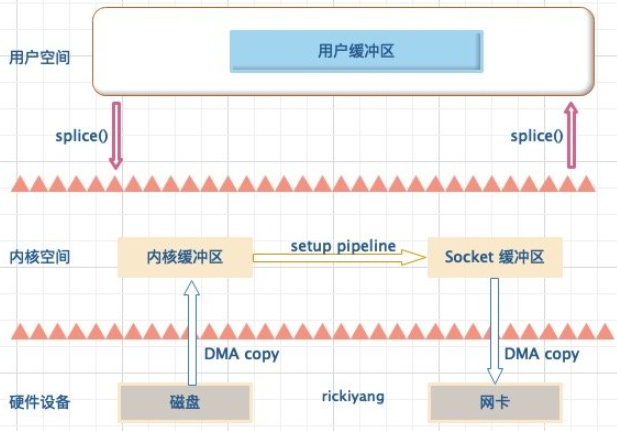 用户空间
用户缓冲区
splice()
splice()
内核空间
内核缓冲区
setup pipeline
Socket 缓冲区
DMA copy
DMA copy
硬件设备
磁盘
rickiyang
网卡